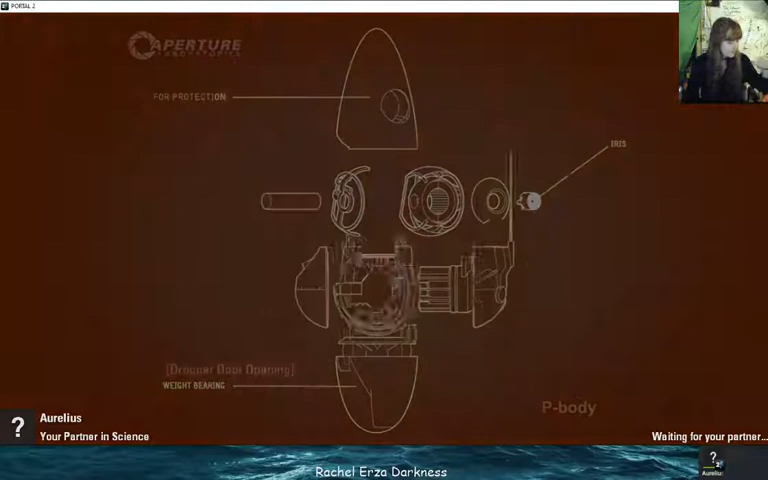 PORTAL 2
APERTURE
LABORATORIES
FOR PROTECTION
IRIS
[Dropper Door Opening]
WEIGHT BEARING
P-body
?
Aurelius
Your Partner in Science
Waiting for your partner...
?
Aurelius
Rachel Erza Darkness